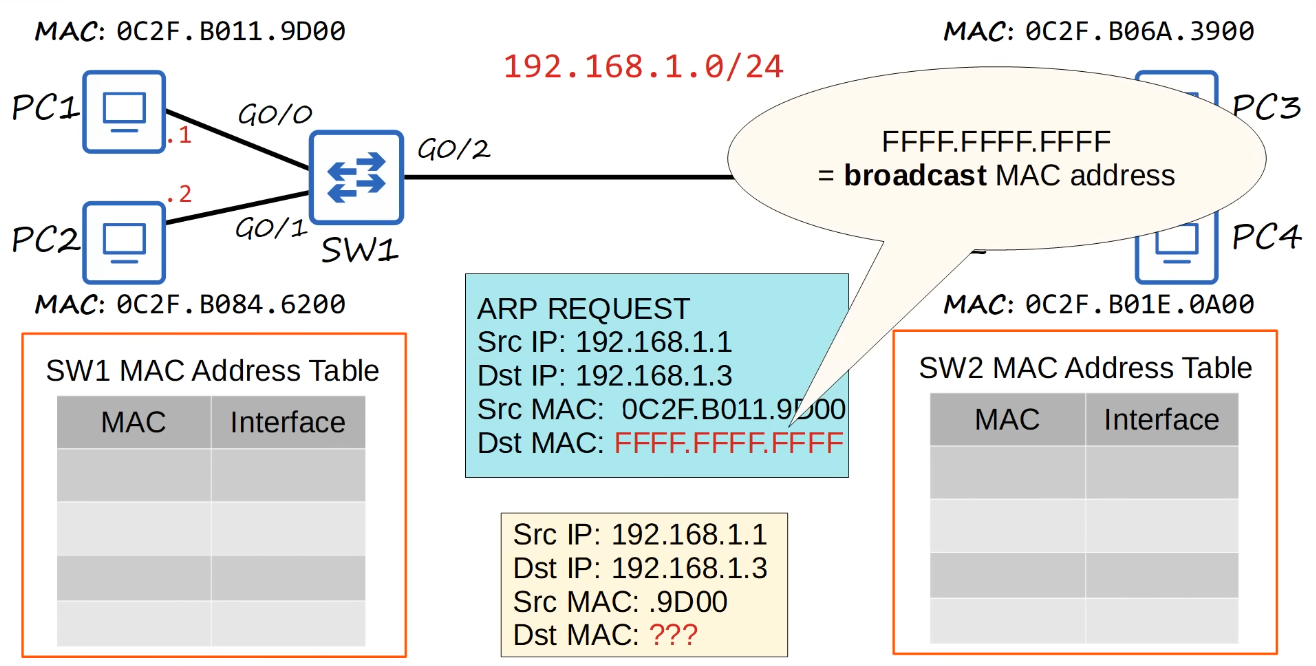 MAC: 0C2F.B011.9D00
MAC: 0C2F.B06A.3900
192.168.1.0/24
PC1
.1
G0/0
G0/2
PC3
FFFF.FFFF.FFFF
= broadcast MAC address
.2
PC2
G0/1
SW1
PC4
MAC: 0C2F.B084.6200
MAC: 0C2F.B01E.0A00
ARP REQUEST
Src IP: 192.168.1.1
Dst IP: 192.168.1.3
Src MAC: 0C2F.B011.9D00
Dst MAC: FFFF.FFFF.FFFF
SW1 MAC Address Table
MAC Interface
SW2 MAC Address Table
MAC Interface
Src IP: 192.168.1.1
Dst IP: 192.168.1.3
Src MAC: .9D00
Dst MAC: ???